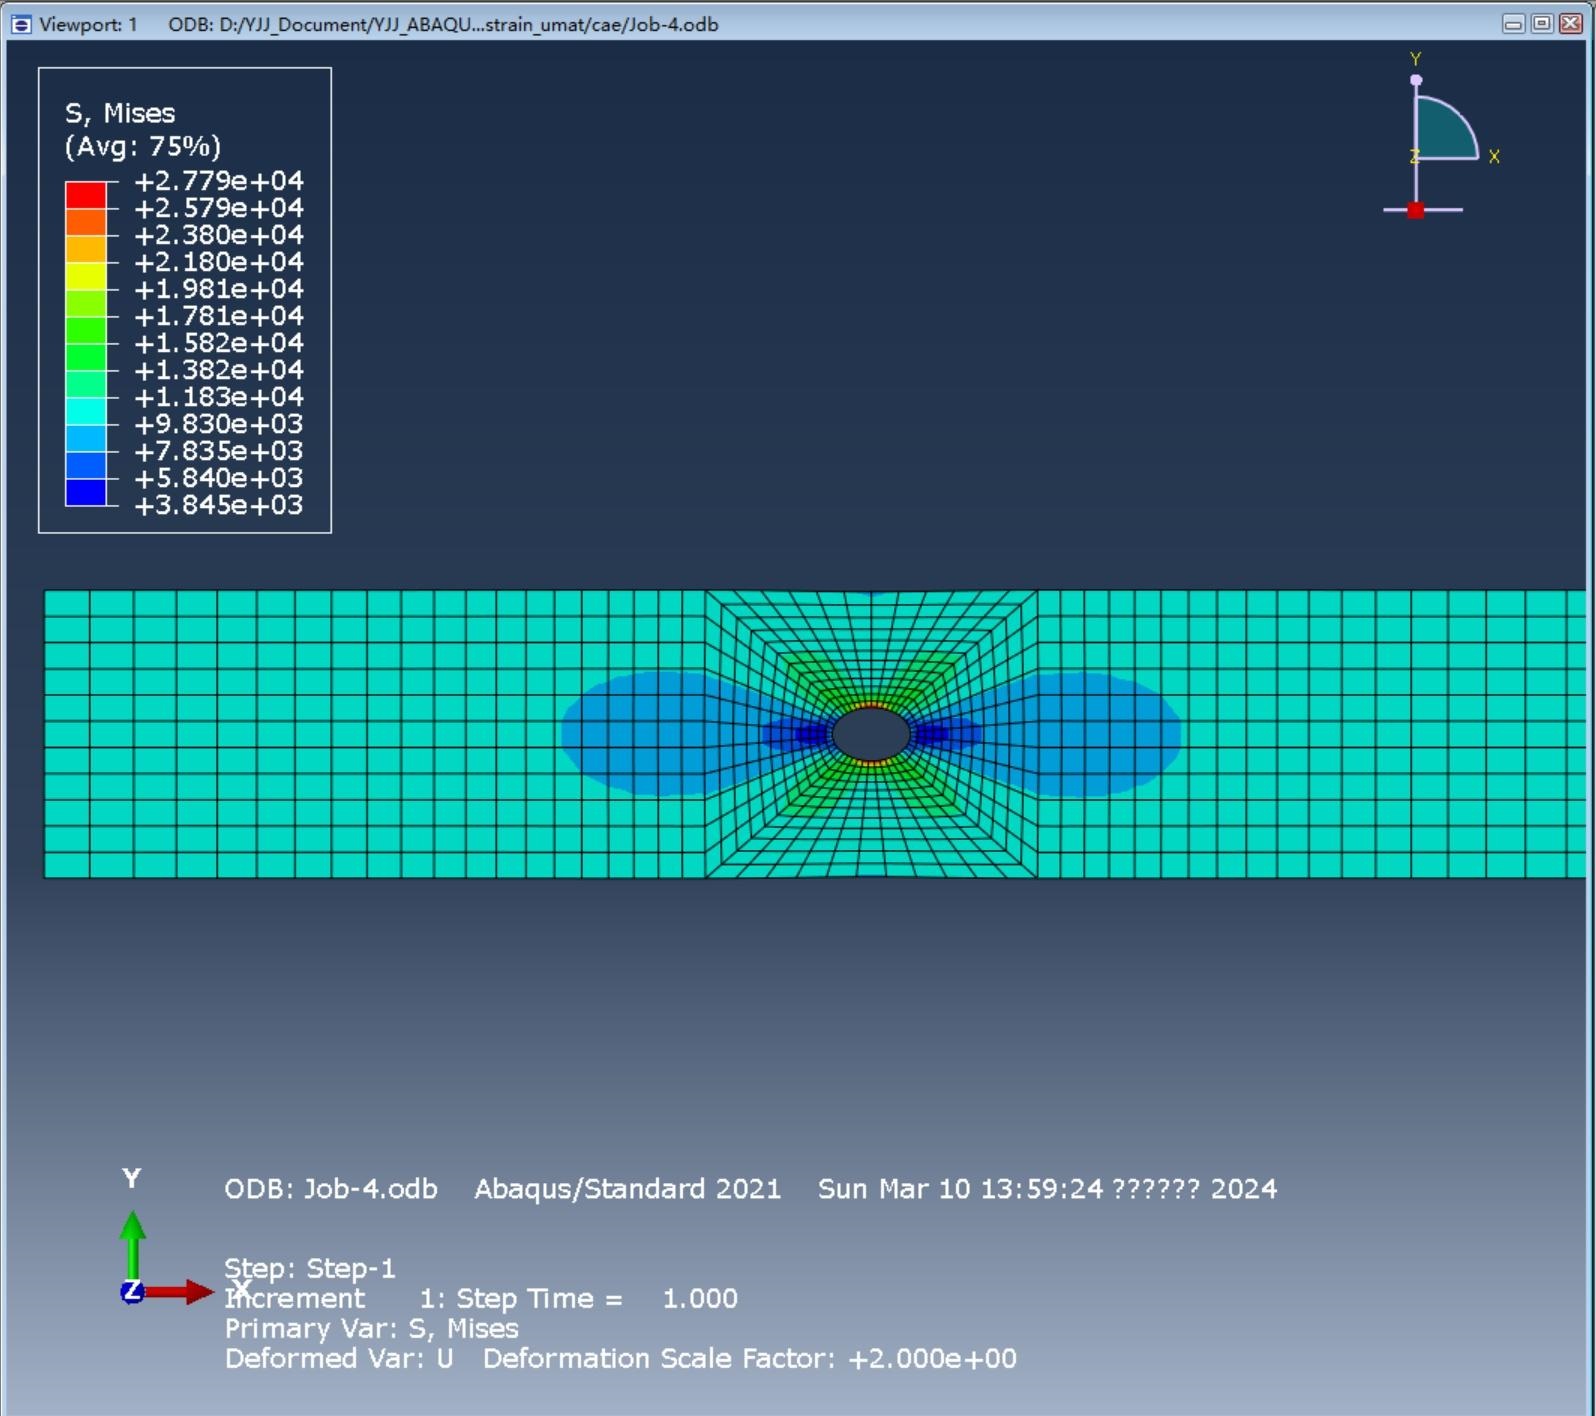 Viewport: 1 ODB: D:/YJJ_Document/YJJ_ABAQU...strain_umat/cae/Job-4.odb
Y
Z X
S, Mises
(Avg: 75%)
+2.779e+04
+2.579e+04
+2.380e+04
+2.180e+04
+1.981e+04
+1.781e+04
+1.582e+04
+1.382e+04
+1.183e+04
+9.830e+03
+7.835e+03
+5.840e+03
+3.845e+03
Y
Z X
ODB: Job-4.odb Abaqus/Standard 2021 Sun Mar 10 13:59:24 ?????? 2024
Step: Step-1
Increment 1: Step Time = 1.000
Primary Var: S, Mises
Deformed Var: U Deformation Scale Factor: +2.000e+00